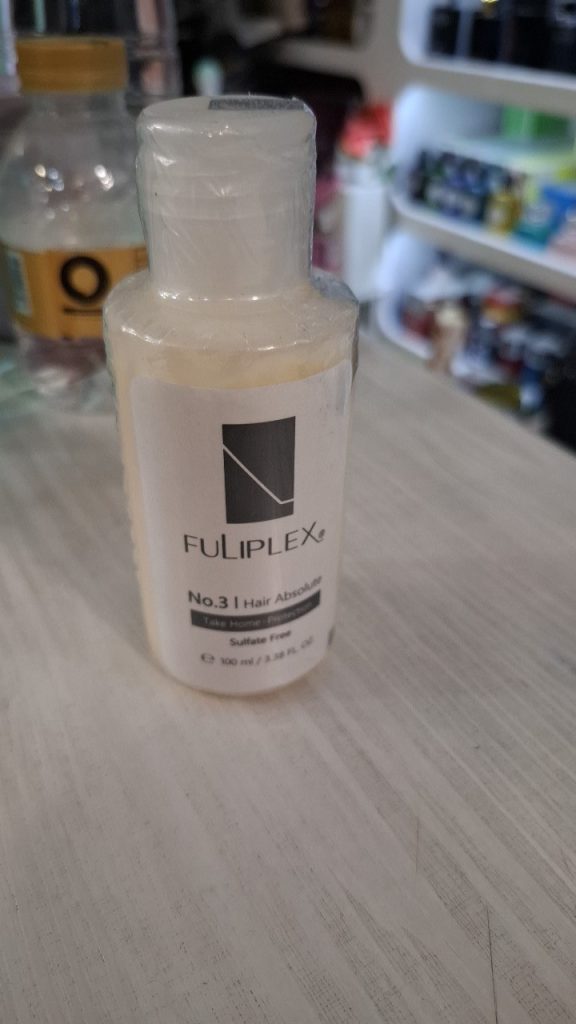 FULIPLEX®
No.3 | Hair Absolute
Take Home - Protection
Sulfate Free
℮ 100 ml / 3.38 FL. OZ.
O